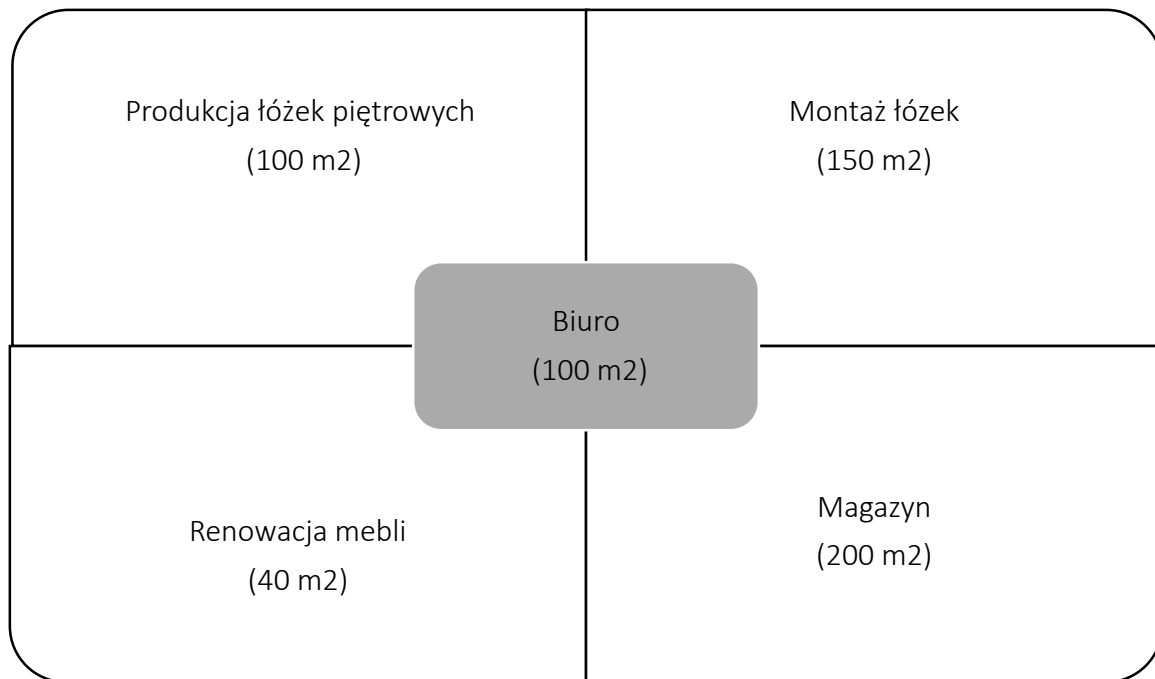 Produkcja łóżek piętrowych
(100 m2)
Montaż łózek
(150 m2)
Biuro
(100 m2)
Renowacja mebli
(40 m2)
Magazyn
(200 m2)